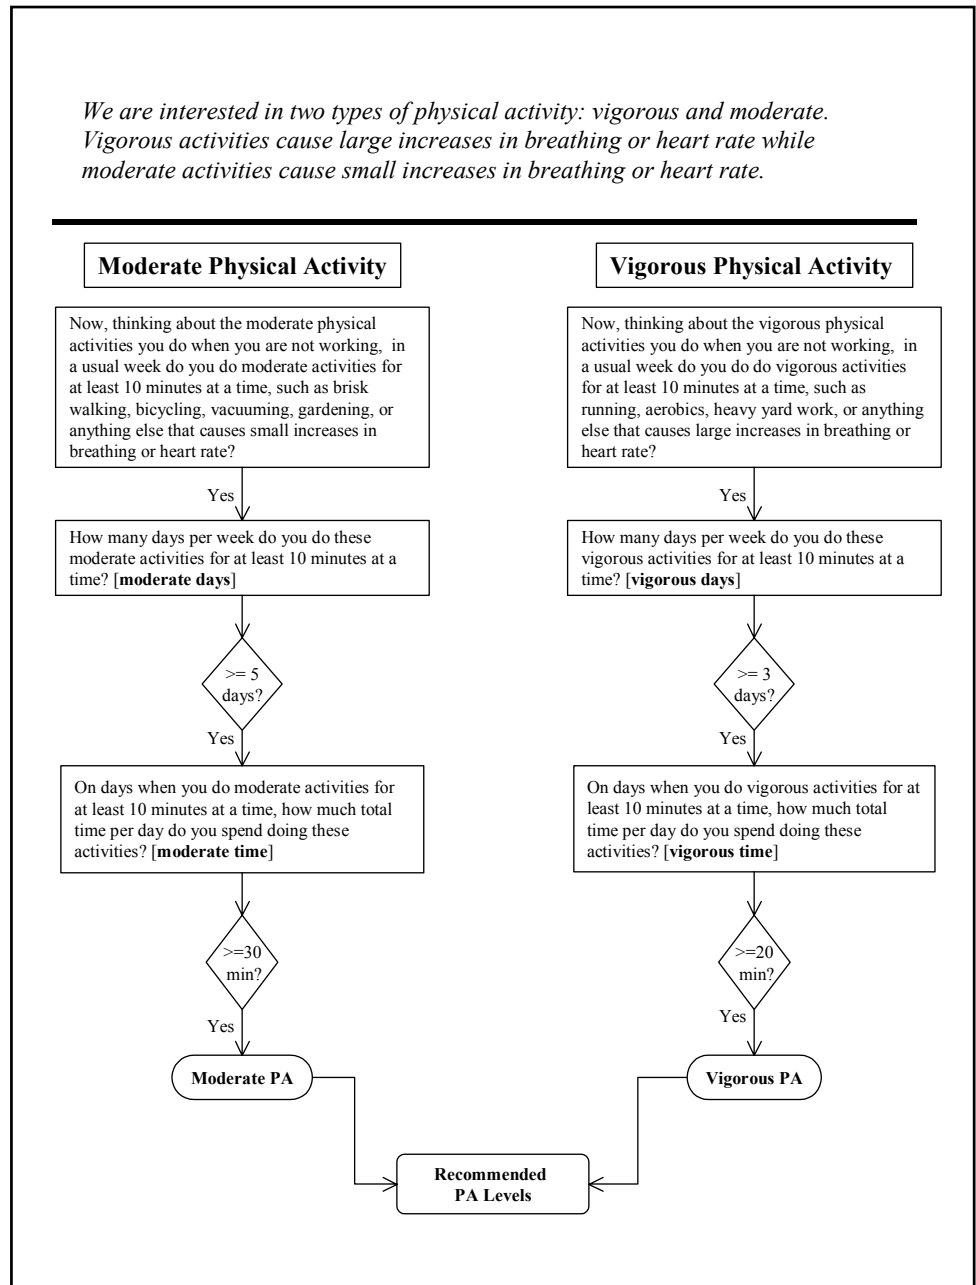 We are interested in two types of physical activity: vigorous and moderate.
Vigorous activities cause large increases in breathing or heart rate while
moderate activities cause small increases in breathing or heart rate.
Moderate Physical Activity
Now, thinking about the moderate physical
activities you do when you are not working, in
a usual week do you do moderate activities for
at least 10 minutes at a time, such as brisk
walking, bicycling, vacuuming, gardening, or
anything else that causes small increases in
breathing or heart rate?
Yes
How many days per week do you do these
moderate activities for at least 10 minutes at a
time? [moderate days]
>= 5
days?
Yes
On days when you do moderate activities for
at least 10 minutes at a time, how much total
time per day do you spend doing these
activities? [moderate time]
>=30
min?
Yes
Moderate PA
Vigorous Physical Activity
Now, thinking about the vigorous physical
activities you do when you are not working, in
a usual week do you do do vigorous activities
for at least 10 minutes at a time, such as
running, aerobics, heavy yard work, or anything
else that causes large increases in breathing or
heart rate?
Yes
How many days per week do you do these
vigorous activities for at least 10 minutes at a
time? [vigorous days]
>= 3
days?
Yes
On days when you do vigorous activities for at
least 10 minutes at a time, how much total
time per day do you spend doing these
activities? [vigorous time]
>=20
min?
Yes
Vigorous PA
Recommended
PA Levels